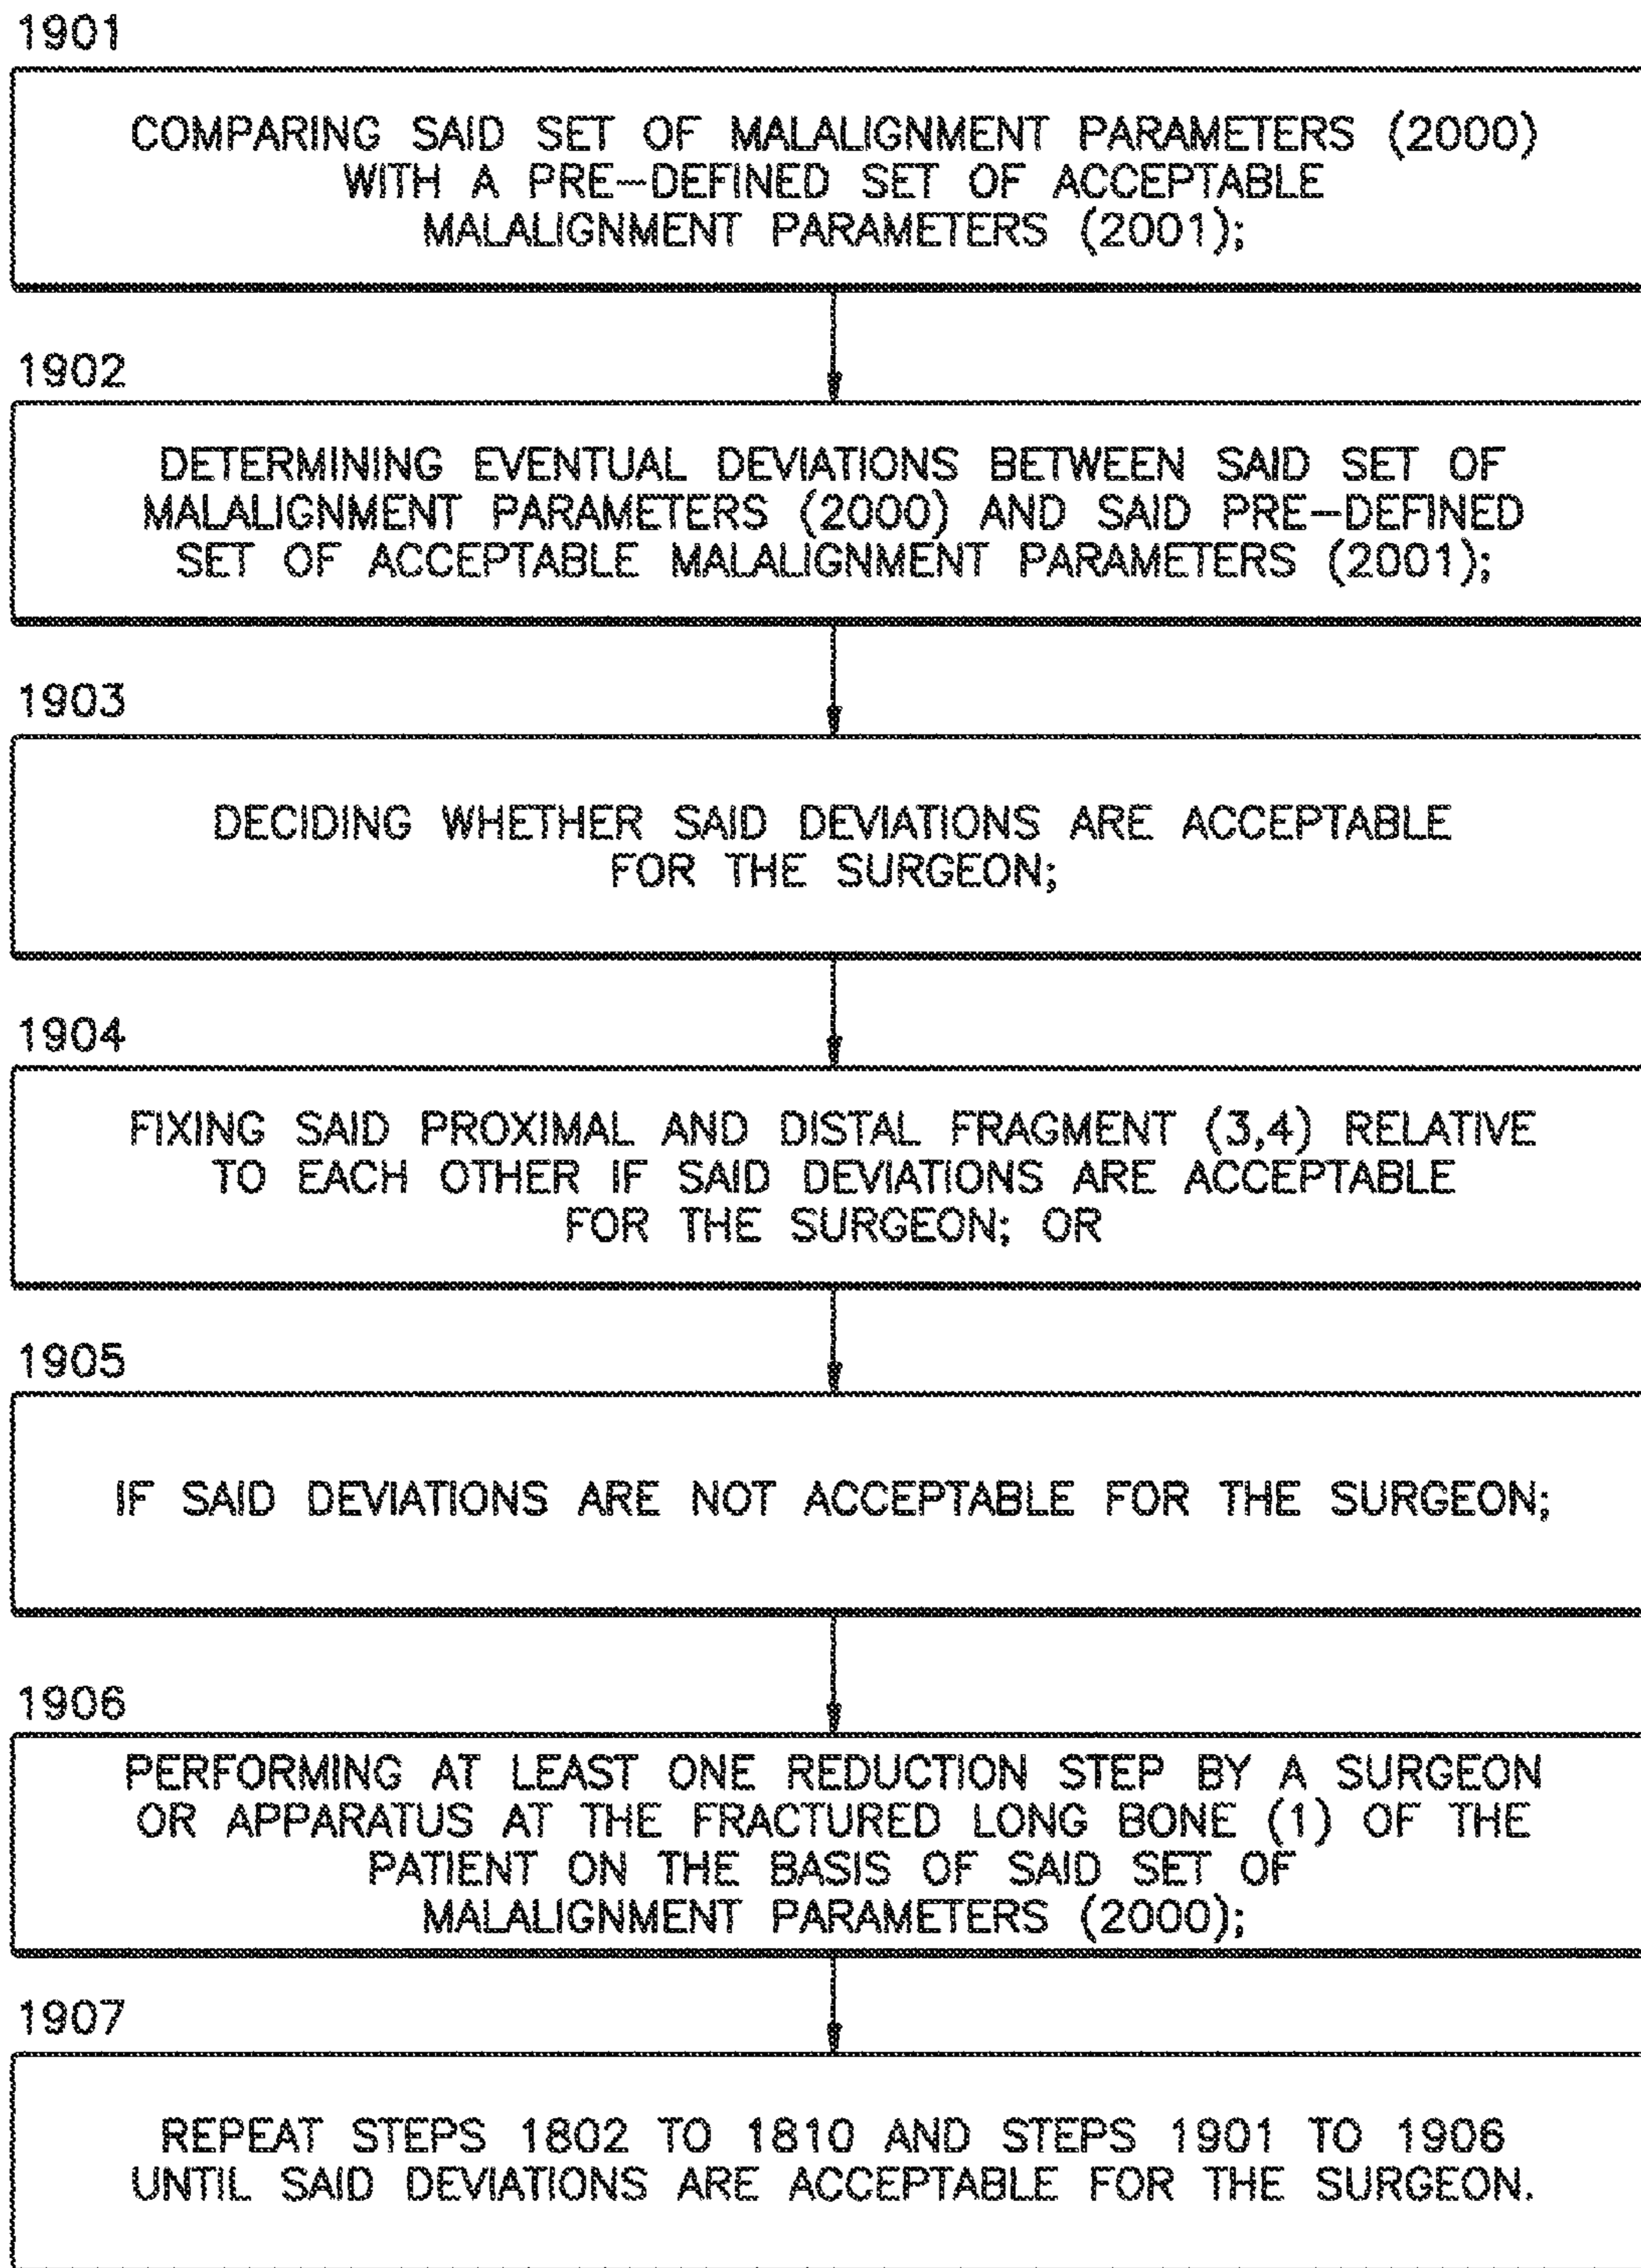 1901
COMPARING SAID SET OF MALALIGNMENT PARAMETERS (2000)
WITH A PRE-DEFINED SET OF ACCEPTABLE
MALALIGNMENT PARAMETERS (2001);
1902
DETERMINING EVENTUAL DEVIATIONS BETWEEN SAID SET OF
MALALIGNMENT PARAMETERS (2000) AND SAID PRE-DEFINED
SET OF ACCEPTABLE MALALIGNMENT PARAMETERS (2001);
1903
DECIDING WHETHER SAID DEVIATIONS ARE ACCEPTABLE
FOR THE SURGEON;
1904
FIXING SAID PROXIMAL AND DISTAL FRAGMENT (3,4) RELATIVE
TO EACH OTHER IF SAID DEVIATIONS ARE ACCEPTABLE
FOR THE SURGEON; OR
1905
IF SAID DEVIATIONS ARE NOT ACCEPTABLE FOR THE SURGEON;
1906
PERFORMING AT LEAST ONE REDUCTION STEP BY A SURGEON
OR APPARATUS AT THE FRACTURED LONG BONE (1) OF THE
PATIENT ON THE BASIS OF SAID SET OF
MALALIGNMENT PARAMETERS (2000);
1907
REPEAT STEPS 1802 TO 1810 AND STEPS 1901 TO 1906
UNTIL SAID DEVIATIONS ARE ACCEPTABLE FOR THE SURGEON.